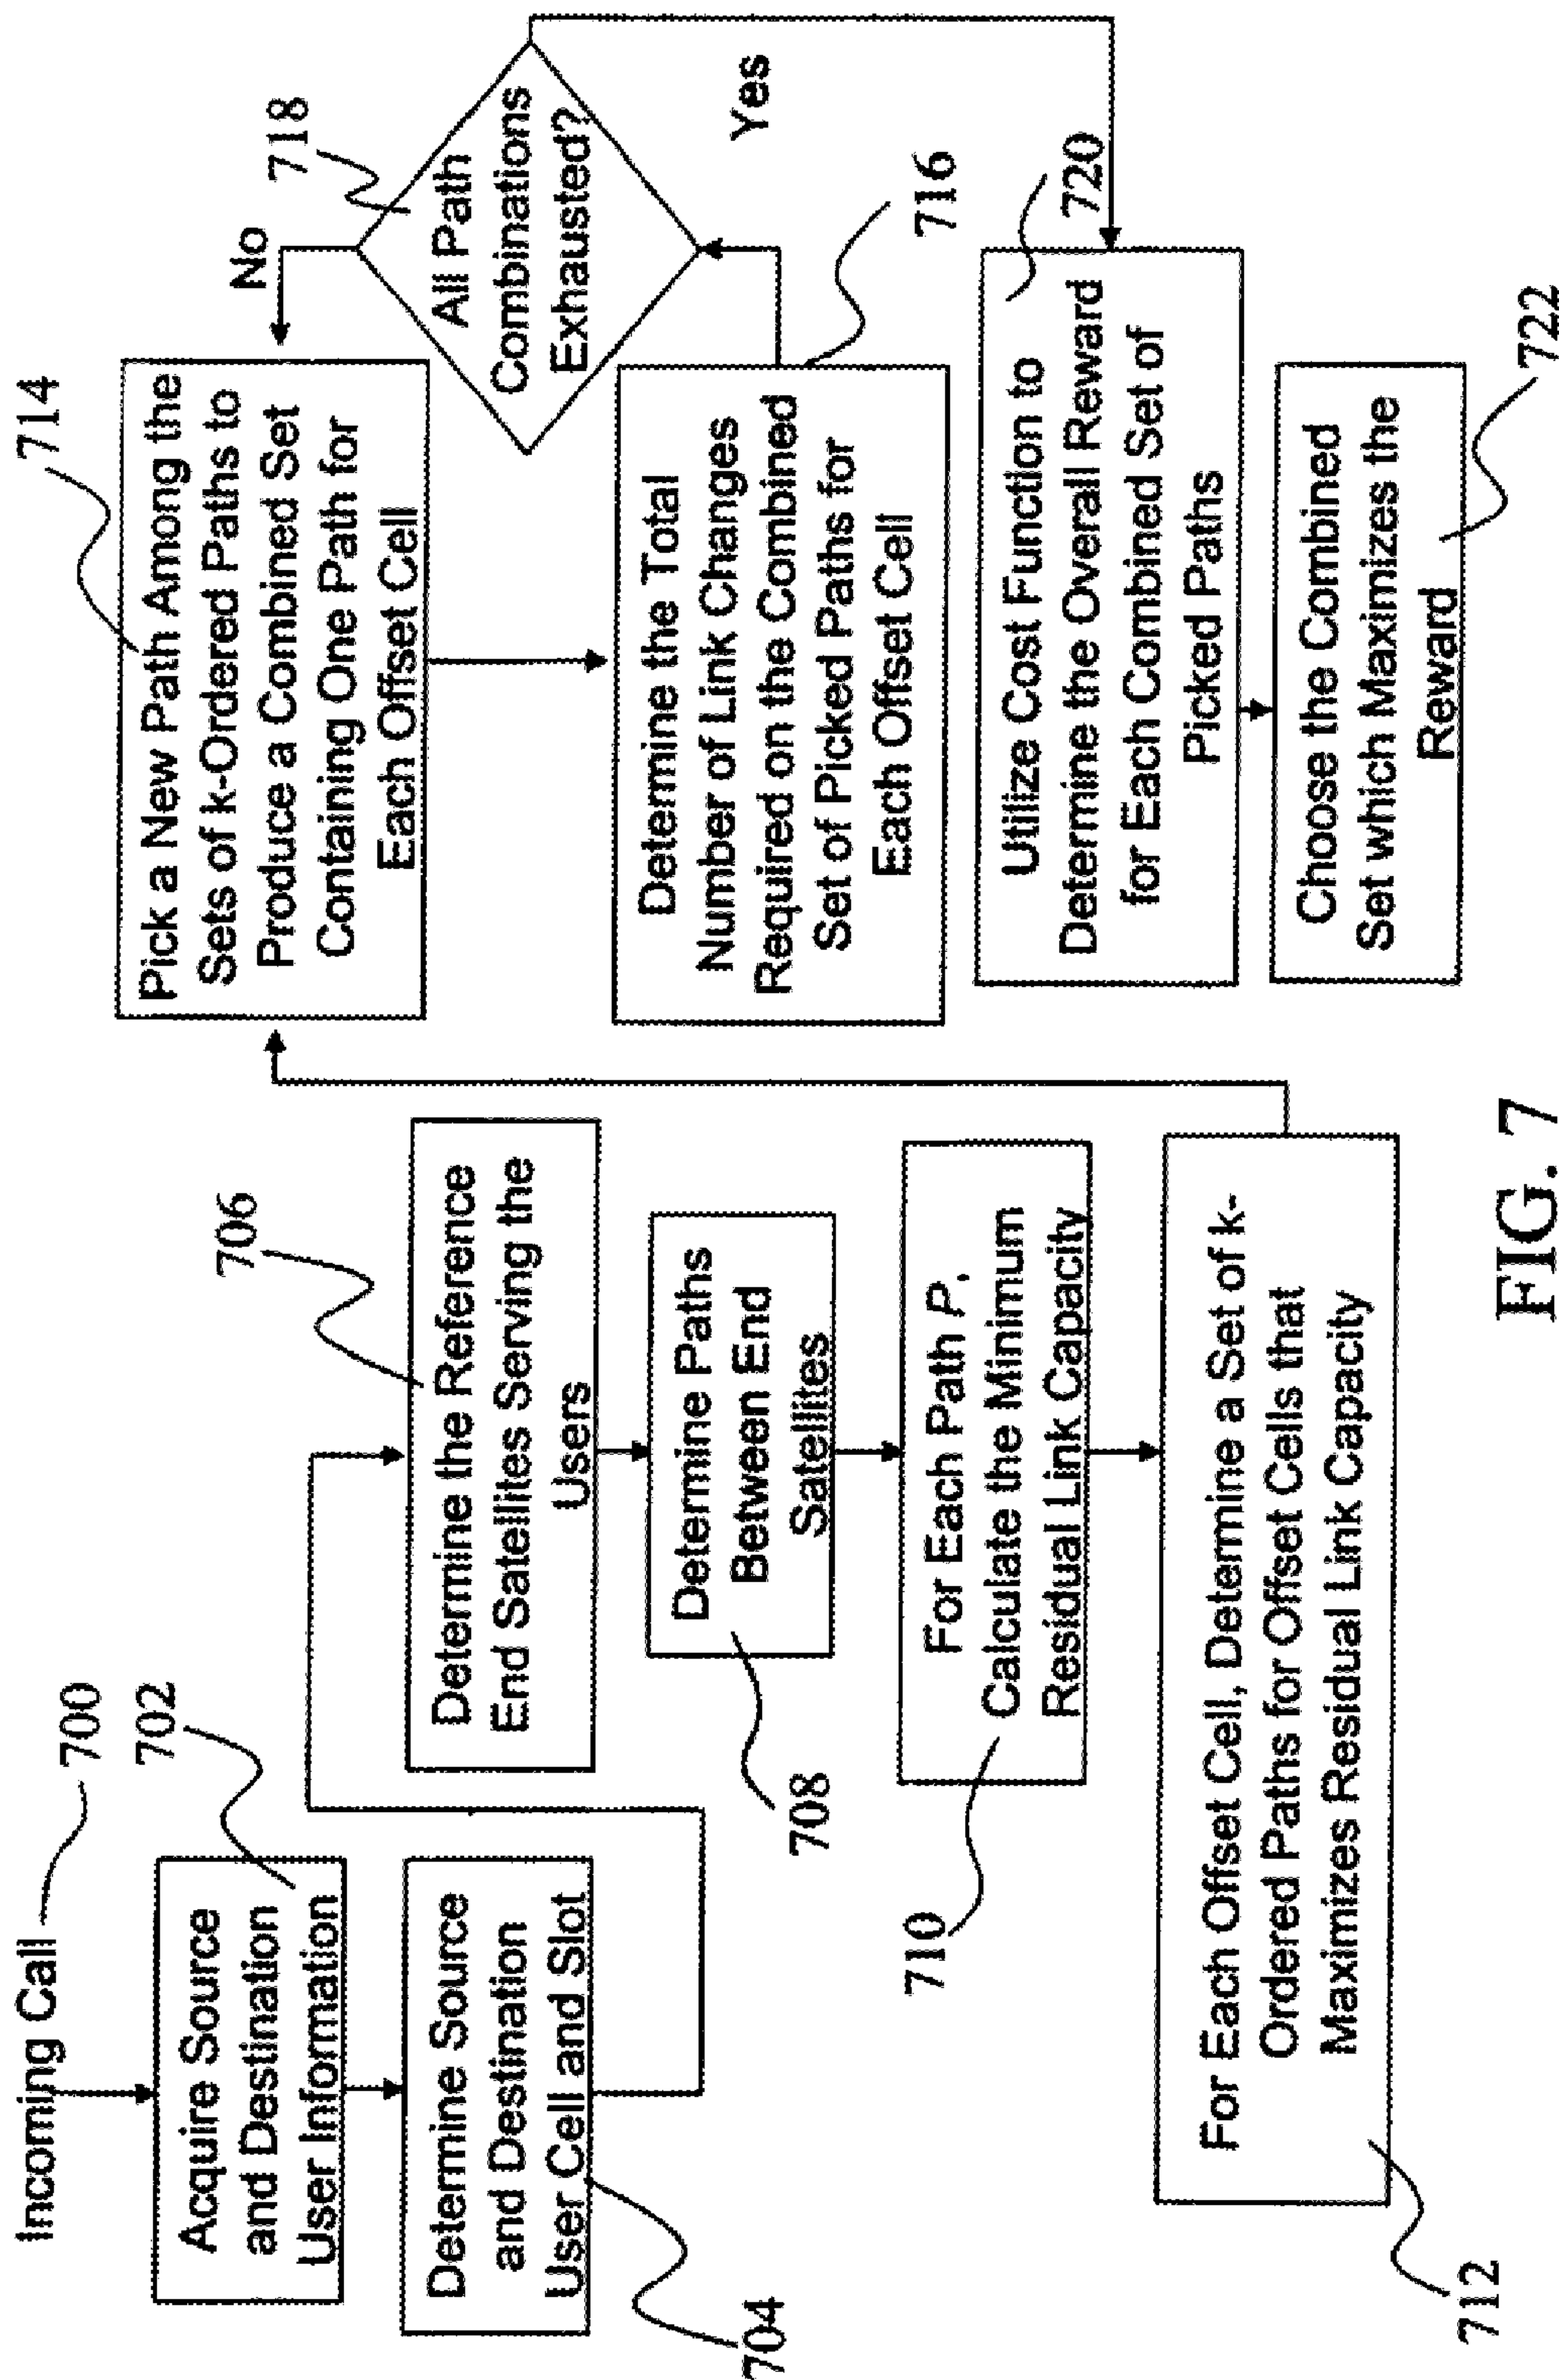 Incoming Call
700
Acquire Source
and Destination
User Information
702
Determine Source
and Destination
User Cell and Slot
704
706
Determine the Reference
End Satellites Serving the
Users
Determine Paths
Between End
Satellites
708
For Each Path P,
Calculate the Minimum
Residual Link Capacity
710
For Each Offset Cell, Determine a Set of k-
Ordered Paths for Offset Cells that
Maximizes Residual Link Capacity
712
714
Pick a New Path Among the
Sets of k-Ordered Paths to
Produce a Combined Set
Containing One Path for
Each Offset Cell
Determine the Total
Number of Link Changes
Required on the Combined
Set of Picked Paths for
Each Offset Cell
716
718
All Path
Combinations
Exhausted?
No
Yes
720
Utilize Cost Function to
Determine the Overall Reward
for Each Combined Set of
Picked Paths
Choose the Combined
Set which Maximizes the
Reward
722
FIG. 7